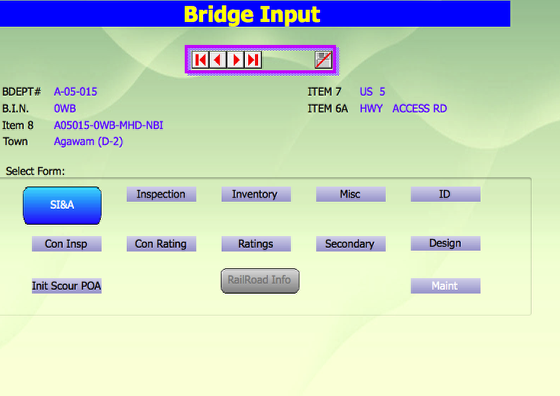 Bridge Input
BDEPT# A-05-015 ITEM 7 US 5
B.I.N. 0WB ITEM 6A HWY ACCESS RD
Item 8 A05015-0WB-MHD-NBI
Town Agawam (D-2)
Select Form:
SI&A Inspection Inventory Misc ID
Con Insp Con Rating Ratings Secondary Design
Init Scour POA RailRoad Info Maint